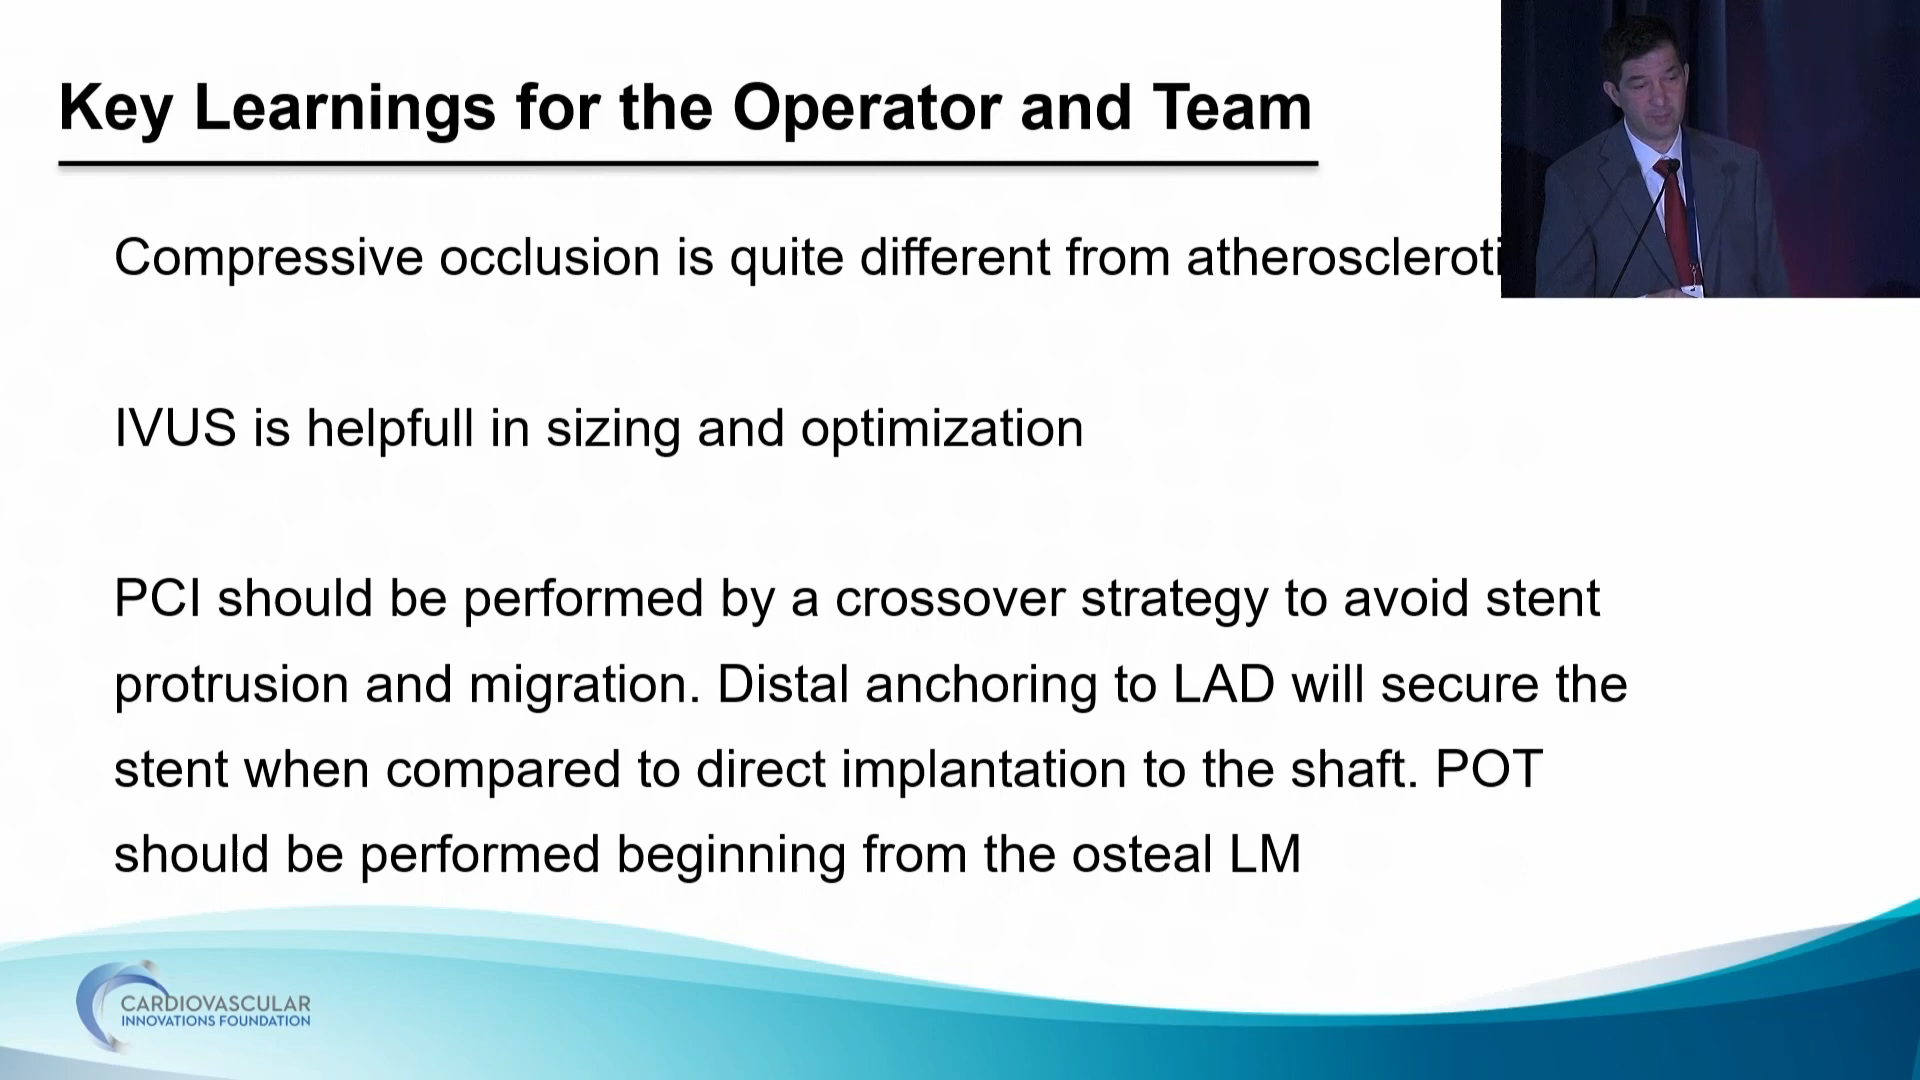 Key Learnings for the Operator and Team
Compressive occlusion is quite different from
IVUS is helpfull in sizing and optimization
PCI should be performed by a crossover strategy to avoid stent
protrusion and migration. Distal anchoring to LAD will secure the
stent when compared to direct implantation to the shaft. POT
should be performed beginning from the osteal LM
CARDIOVASCULAR
INNOVATIONS FOUNDATION